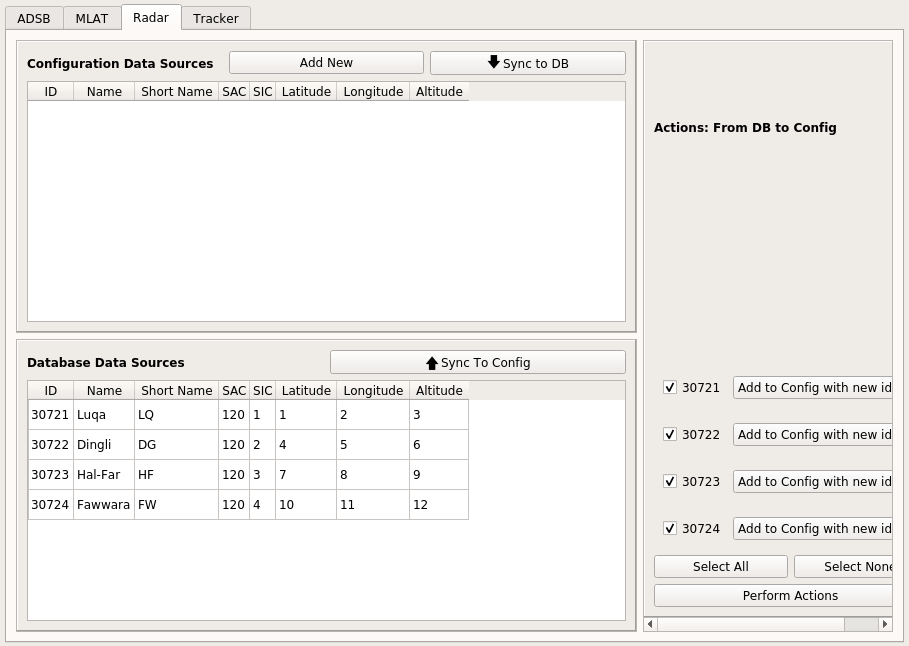 ADSB MLAT Radar Tracker
Configuration Data Sources Add New Sync to DB
ID Name Short Name SAC SIC Latitude Longitude Altitude
Actions: From DB to Config
Database Data Sources Sync To Config
ID Name Short Name SAC SIC Latitude Longitude Altitude
30721 Luqa LQ 120 1 1 2 3
30722 Dingli DG 120 2 4 5 6
30723 Hal-Far HF 120 3 7 8 9
30724 Fawwara FW 120 4 10 11 12
30721 Add to Config with new id
30722 Add to Config with new id
30723 Add to Config with new id
30724 Add to Config with new id
Select All Select None
Perform Actions